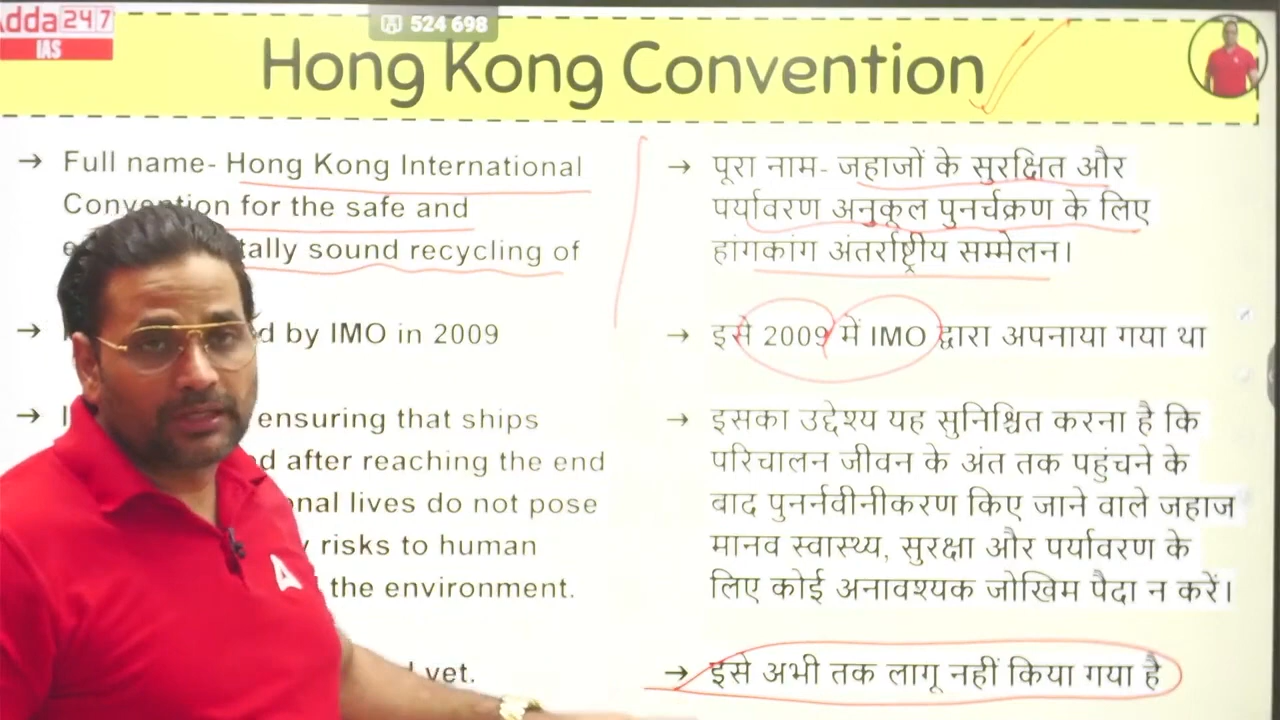 Adda 24 7
IAS
524 698
Hong Kong Convention
→ Full name- Hong Kong International
Convention for the safe and
tally sound recycling of
→ d by IMO in 2009
→ I ensuring that ships
d after reaching the end
nal lives do not pose
y risks to human
the environment.
yet.
→ पूरा नाम- जहाजों के सुरक्षित और
पर्यावरण अनुकूल पुनर्चक्रण के लिए
हांगकांग अंतर्राष्ट्रीय सम्मेलन।
→ इसे 2009 में IMO द्वारा अपनाया गया था
→ इसका उद्देश्य यह सुनिश्चित करना है कि
परिचालन जीवन के अंत तक पहुंचने के
बाद पुनर्नवीनीकरण किए जाने वाले जहाज
मानव स्वास्थ्य, सुरक्षा और पर्यावरण के
लिए कोई अनावश्यक जोखिम पैदा न करें।
→ इसे अभी तक लागू नहीं किया गया है